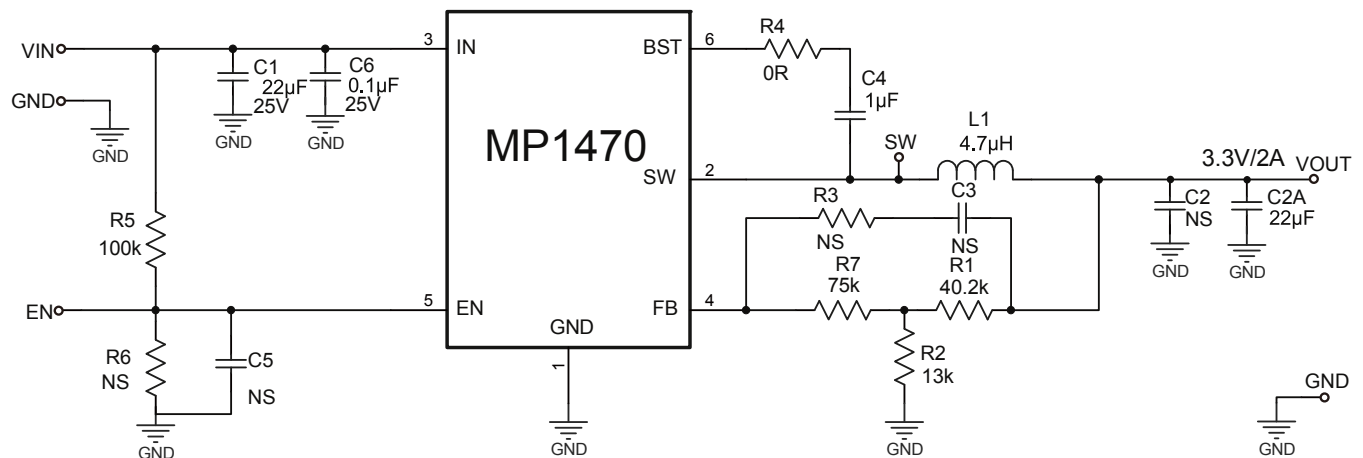 VIN
GND
GND
C1
22µF
25V
GND
C6
0.1µF
25V
GND
3
IN
MP1470
BST
6
R4
0R
C4
1µF
SW
2
SW
L1
4.7µH
3.3V/2A
VOUT
C2
NS
GND
C2A
22µF
GND
R3
NS
C3
NS
R5
100k
R7
75k
R1
40.2k
EN
5
EN
FB
4
GND
1
GND
R6
NS
C5
NS
GND
R2
13k
GND
GND
GND